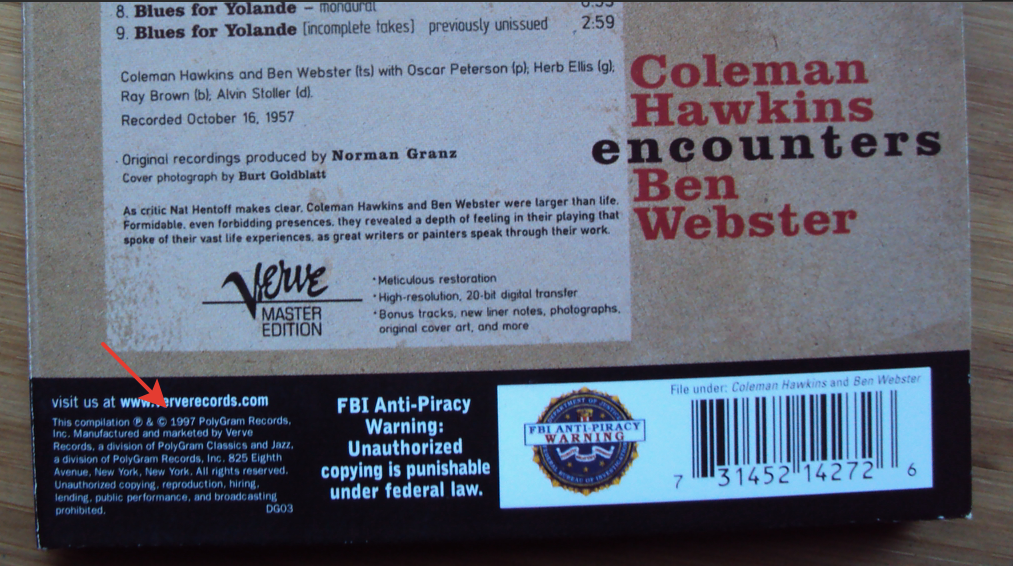 8. Blues for Yolande – monaural
9. Blues for Yolande [incomplete takes] previously unissued 2:59
Coleman Hawkins and Ben Webster (ts) with Oscar Peterson (p); Herb Ellis (g);
Ray Brown (b); Alvin Stoller (d).
Recorded October 16, 1957
Original recordings produced by Norman Granz
Cover photograph by Burt Goldblatt
As critic Nat Hentoff makes clear, Coleman Hawkins and Ben Webster were larger than life.
Formidable, even forbidding presences, they revealed a depth of feeling in their playing that
spoke of their vast life experiences, as great writers or painters speak through their work.
Verve
MASTER
EDITION
• Meticulous restoration
• High-resolution, 20-bit digital transfer
• Bonus tracks, new liner notes, photographs,
original cover art, and more
Coleman
Hawkins
encounters
Ben
Webster
visit us at www.ververecords.com
This compilation ℗ & © 1997 PolyGram Records,
Inc. Manufactured and marketed by Verve
Records, a division of PolyGram Classics and Jazz,
a division of PolyGram Records, Inc. 825 Eighth
Avenue, New York, New York. All rights reserved.
Unauthorized copying, reproduction, hiring,
lending, public performance, and broadcasting
prohibited. DG03
FBI Anti-Piracy
Warning:
Unauthorized
copying is punishable
under federal law.
DEPARTMENT OF JUSTICE
FBI ANTI-PIRACY
WARNING
FEDERAL BUREAU OF INVESTIGATION
File under: Coleman Hawkins and Ben Webster
7 31452 14272 6